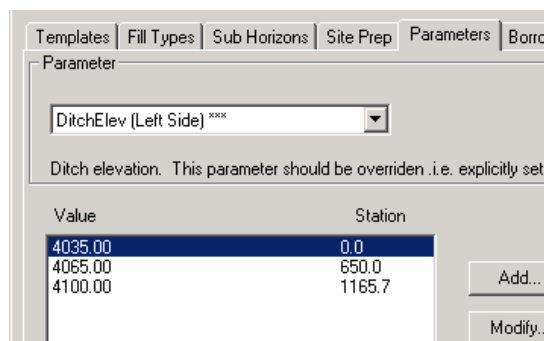 Templates Fill Types Sub Horizons Site Prep Parameters Borro
Parameter
DitchElev (Left Side) ***
Ditch elevation. This parameter should be overriden .i.e. explicitly set
Value Station
4035.00 0.0
4065.00 650.0
4100.00 1165.7
Add...
Modify..